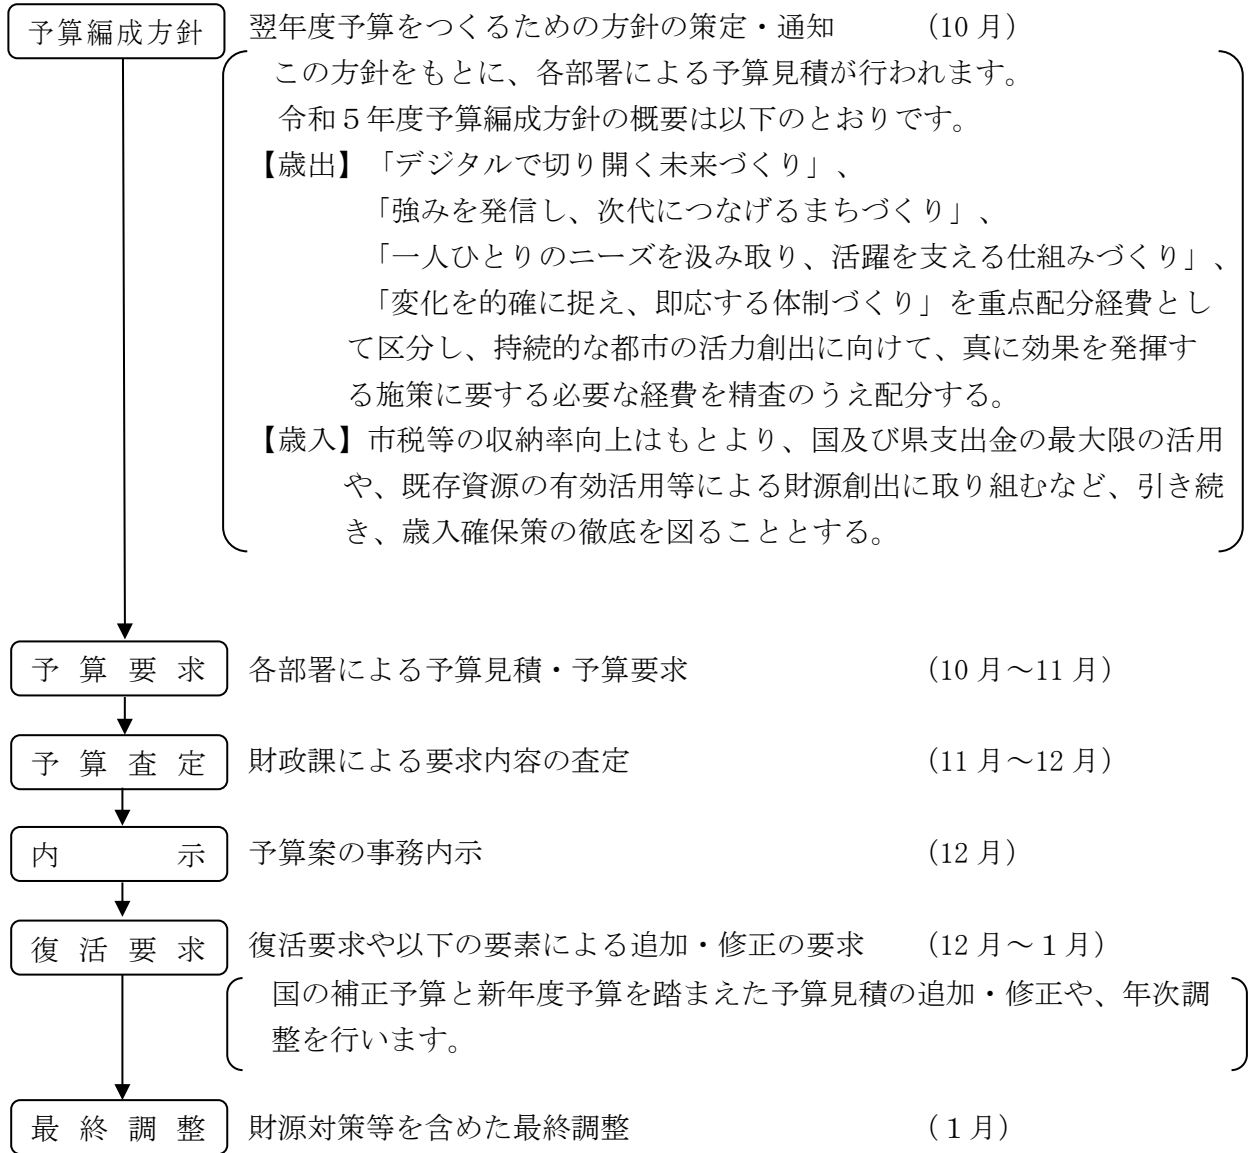 予算編成方針 翌年度予算をつくるための方針の策定・通知 （10 月）
この方針をもとに、各部署による予算見積が行われます。
令和５年度予算編成方針の概要は以下のとおりです。
【歳出】「デジタルで切り開く未来づくり」、
「強みを発信し、次代につなげるまちづくり」、
「一人ひとりのニーズを汲み取り、活躍を支える仕組みづくり」、
「変化を的確に捉え、即応する体制づくり」を重点配分経費とし
て区分し、持続的な都市の活力創出に向けて、真に効果を発揮す
る施策に要する必要な経費を精査のうえ配分する。
【歳入】市税等の収納率向上はもとより、国及び県支出金の最大限の活用
や、既存資源の有効活用等による財源創出に取り組むなど、引き続
き、歳入確保策の徹底を図ることとする。
予算要求 各部署による予算見積・予算要求 （10 月～11 月）
予算査定 財政課による要求内容の査定 （11 月～12 月）
内示 予算案の事務内示 （12 月）
復活要求 復活要求や以下の要素による追加・修正の要求 （12 月～１月）
国の補正予算と新年度予算を踏まえた予算見積の追加・修正や、年次調
整を行います。
最終調整 財源対策等を含めた最終調整 （１月）